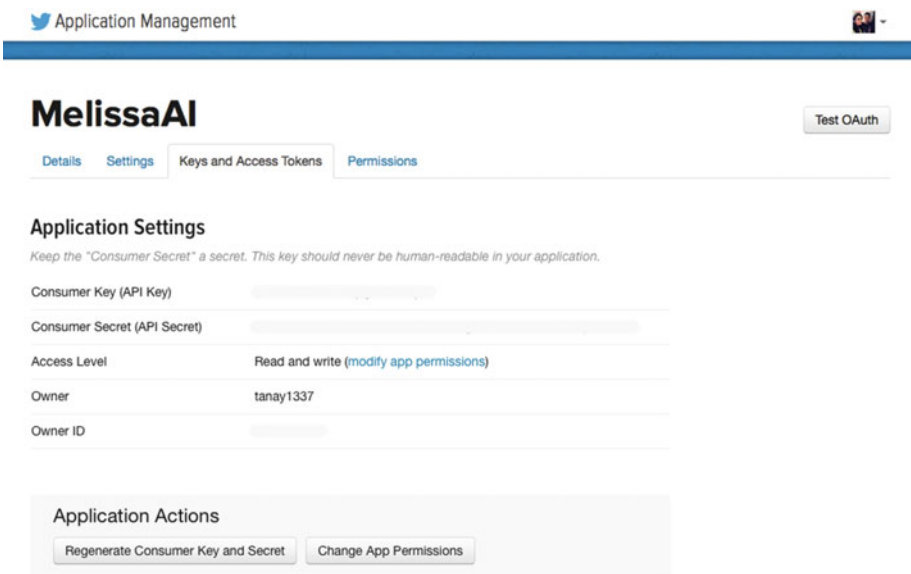 Application Management
MelissaAI
Test OAuth
Details Settings Keys and Access Tokens Permissions
Application Settings
Keep the "Consumer Secret" a secret. This key should never be human-readable in your application.
Consumer Key (API Key)
Consumer Secret (API Secret)
Access Level Read and write (modify app permissions)
Owner tanay1337
Owner ID
Application Actions
Regenerate Consumer Key and Secret Change App Permissions